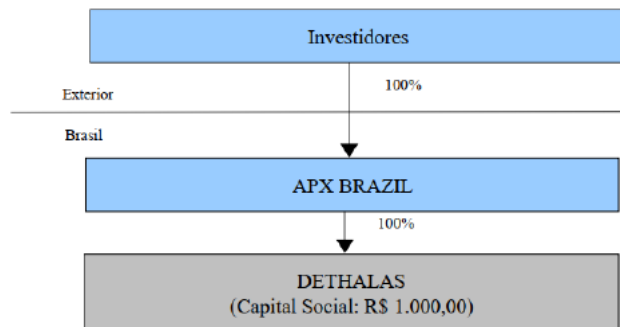 Investidores
100%
Exterior
Brasil
APX BRAZIL
100%
DETHALAS
(Capital Social: R$ 1.000,00)